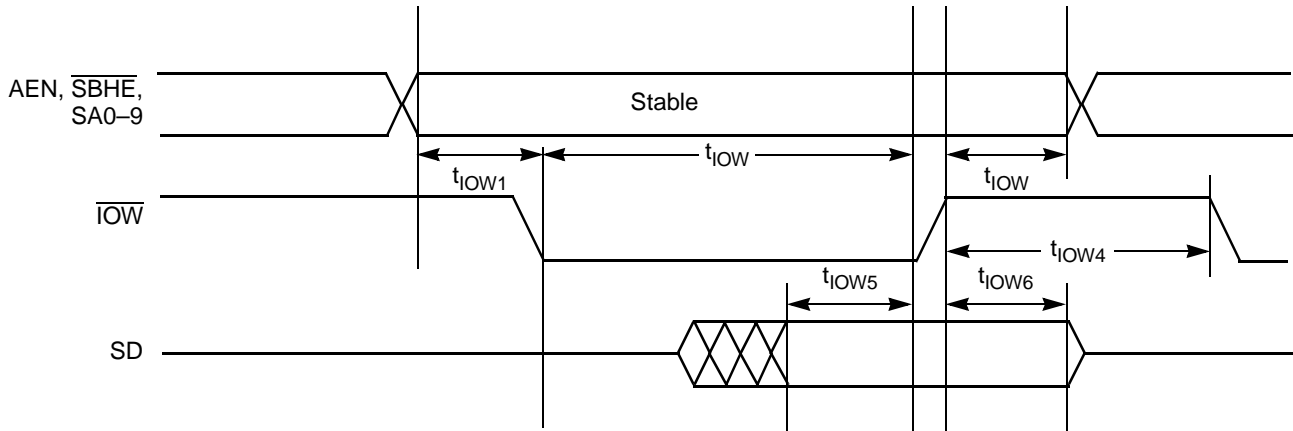 AEN, SBHE,
SA0–9
Stable
tIOW1
tIOW
tIOW
IOW
tIOW4
tIOW5
tIOW6
SD